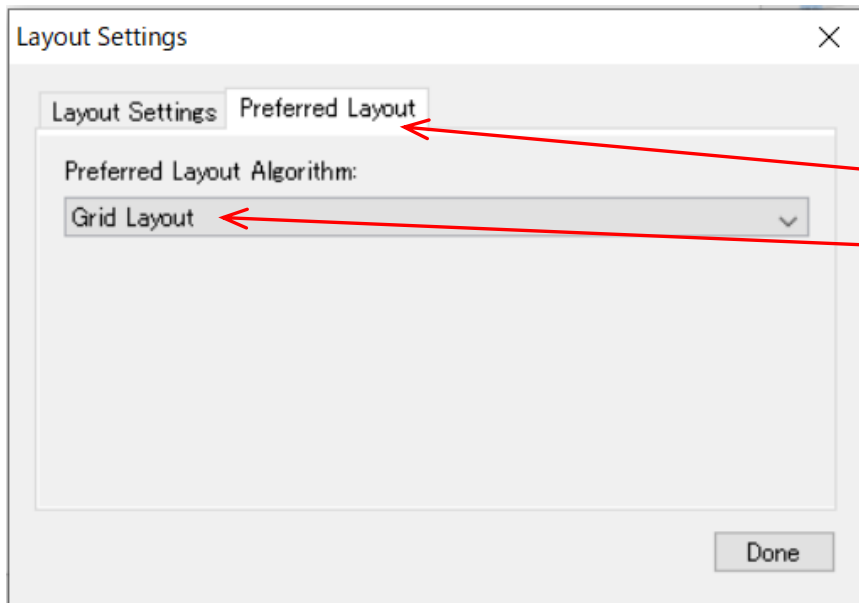 Layout Settings
Layout Settings
Preferred Layout
Preferred Layout Algorithm:
Grid Layout
Done